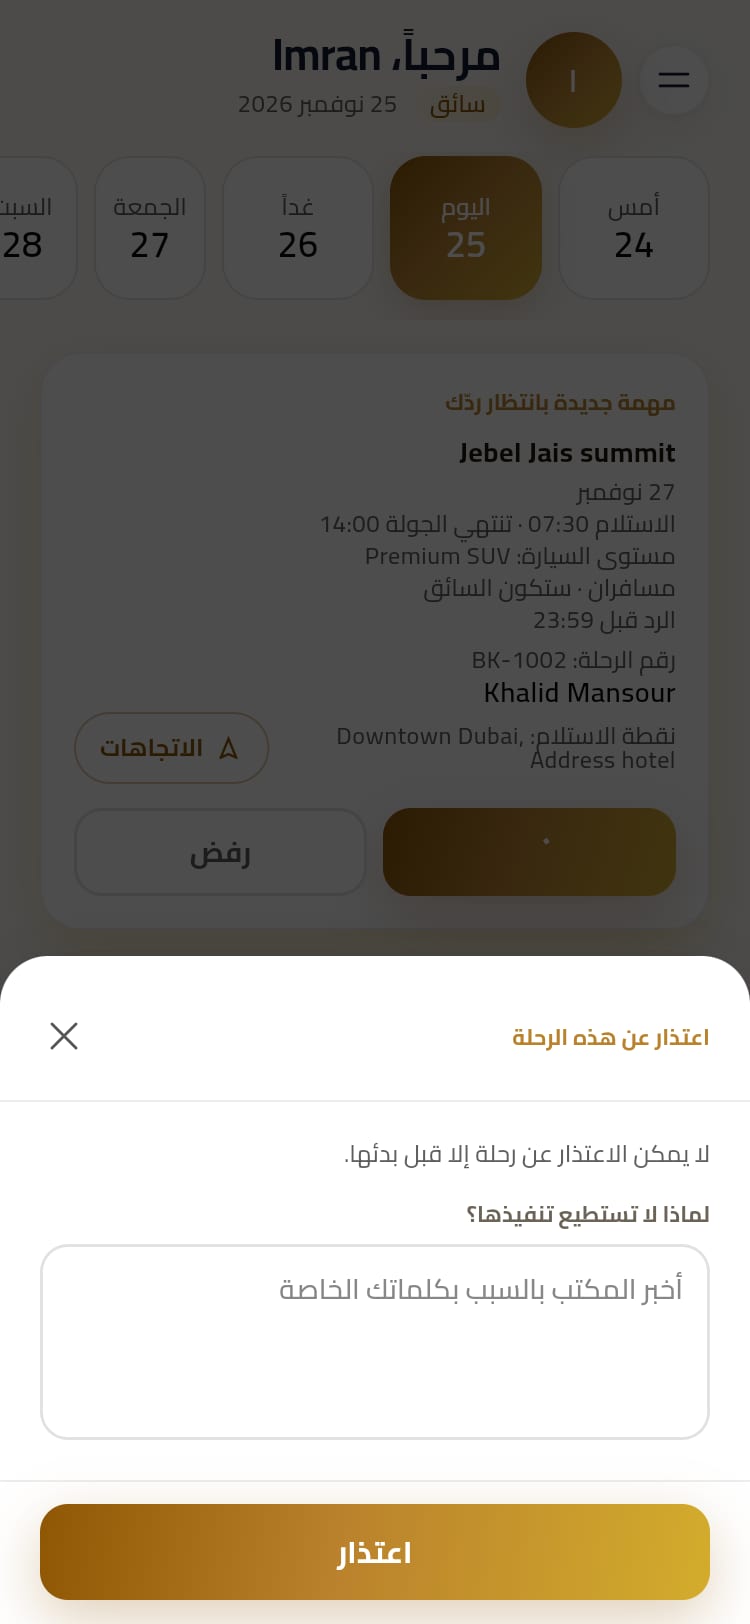 مرحباً، Imran
ا
سائق
25 نوفمبر 2026
أمس
24
اليوم
25
غداً
26
الجمعة
27
السبت
28
مهمة جديدة بانتظار ردّك
Jebel Jais summit
27 نوفمبر
الاستلام 07:30 · تنتهي الجولة 14:00
مستوى السيارة: Premium SUV
مسافران · ستكون السائق
الرد قبل 23:59
رقم الرحلة: BK-1002
Khalid Mansour
نقطة الاستلام: Downtown Dubai,
Address hotel
الاتجاهات
رفض
اعتذار عن هذه الرحلة
لا يمكن الاعتذار عن رحلة إلا قبل بدئها.
لماذا لا تستطيع تنفيذها؟
أخبر المكتب بالسبب بكلماتك الخاصة
اعتذار